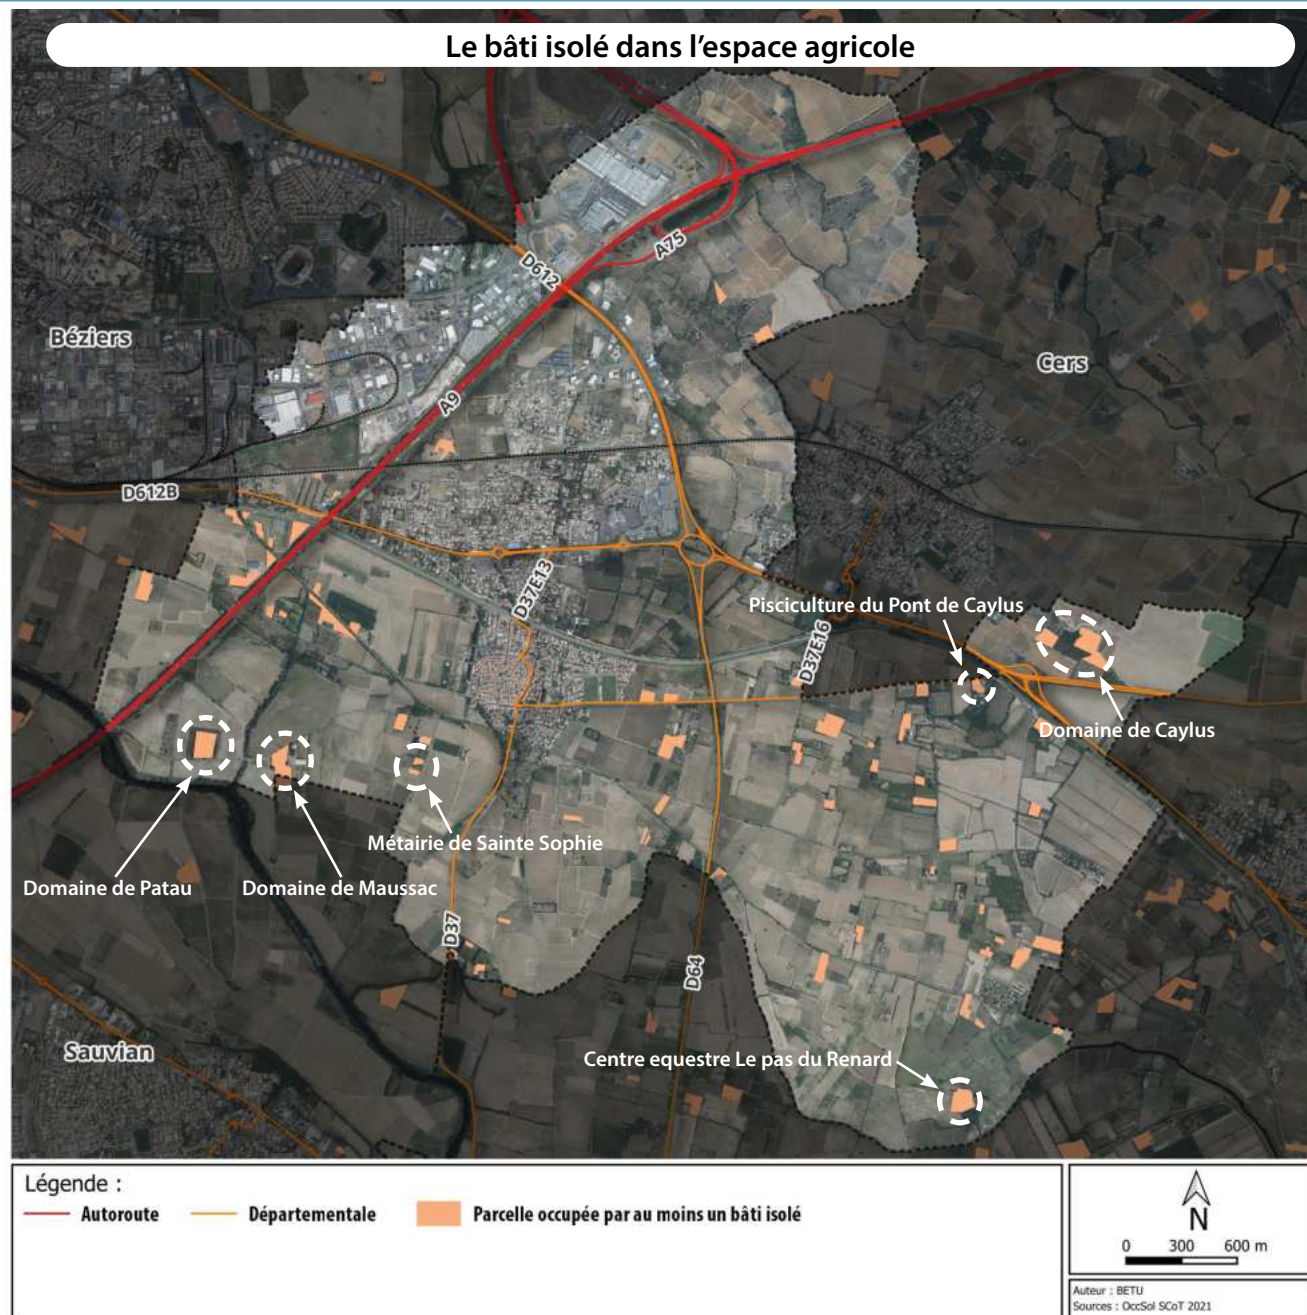 Le bâti isolé dans l'espace agricole
D612
A75
Béziers
Cers
A9
D612B
D37E13
Pisciculture du Pont de Caylus
D37E16
Domaine de Caylus
Métairie de Sainte Sophie
Domaine de Patau
Domaine de Maussac
D37
D64
Sauvian
Centre equestre Le pas du Renard
Légende :
Autoroute
Départementale
Parcelle occupée par au moins un bâti isolé
N
0 300 600 m
Auteur : BETU
Sources : OccSol SCoT 2021